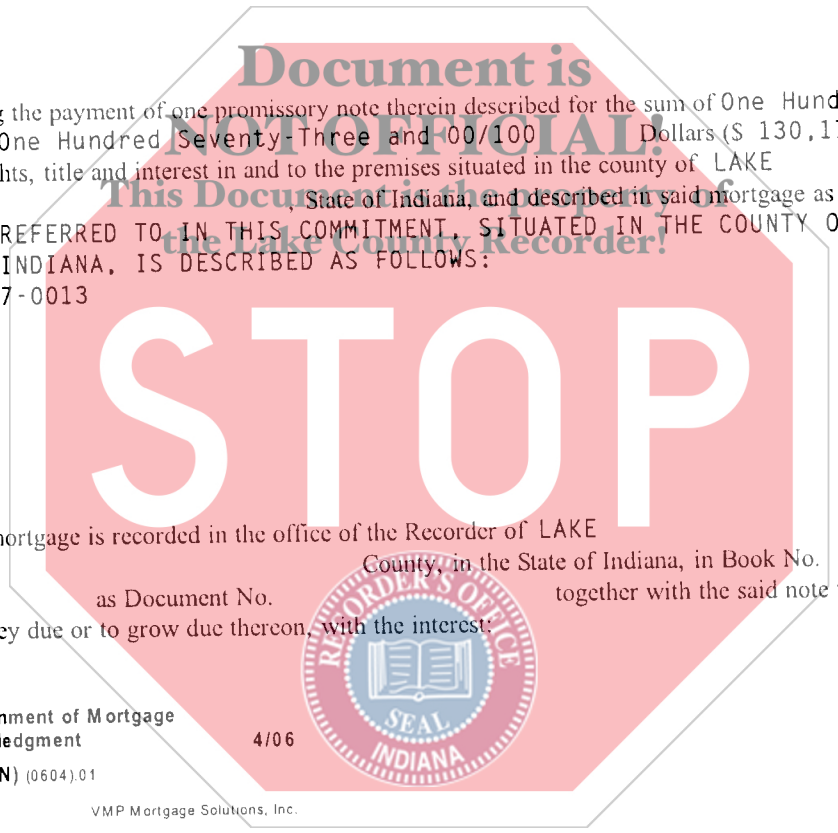 Document is
g the payment of one promissory note therein described for the sum of One Hund
One Hundred Seventy-Three and 00/100 Dollars ($ 130,1
NOT OFFICIAL!
hts, title and interest in and to the premises situated in the county of LAKE
This Document is the property of
, State of Indiana, and described in said mortgage as
REFERRED TO IN THIS COMMITMENT, SITUATED IN THE COUNTY O
the Lake County Recorder!
INDIANA, IS DESCRIBED AS FOLLOWS:
7-0013
STOP
mortgage is recorded in the office of the Recorder of LAKE
County, in the State of Indiana, in Book No.
as Document No. together with the said note
ey due or to grow due thereon, with the interest:
RECORDER'S OFFICE
SEAL
INDIANA
nment of Mortgage
edgment 4/06
N) (0604).01
VMP Mortgage Solutions, Inc.